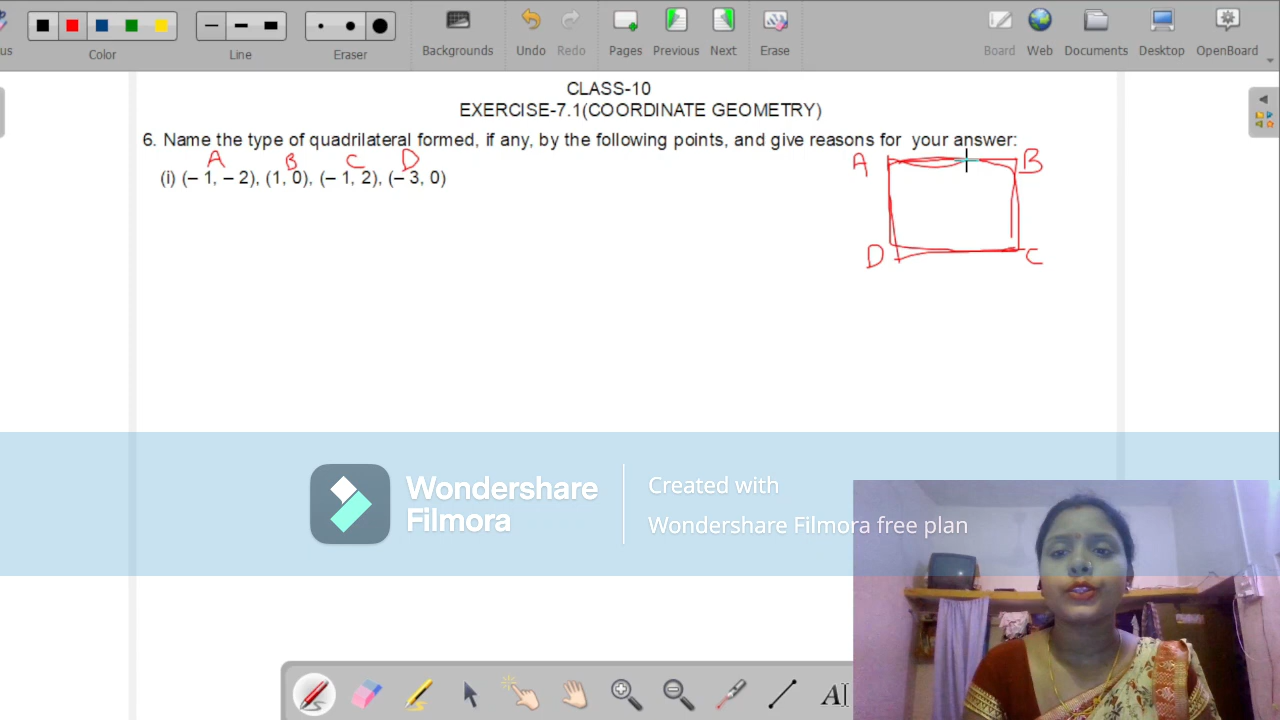 us
Color
Line
Eraser
Backgrounds
Undo
Redo
Pages
Previous
Next
Erase
Board
Web
Documents
Desktop
OpenBoard
CLASS-10
EXERCISE-7.1(COORDINATE GEOMETRY)
6. Name the type of quadrilateral formed, if any, by the following points, and give reasons for your answer:
A B C D
(i) (– 1, – 2), (1, 0), (– 1, 2), (– 3, 0)
A B
D C
Wondershare Filmora
Created with
Wondershare Filmora free plan
A